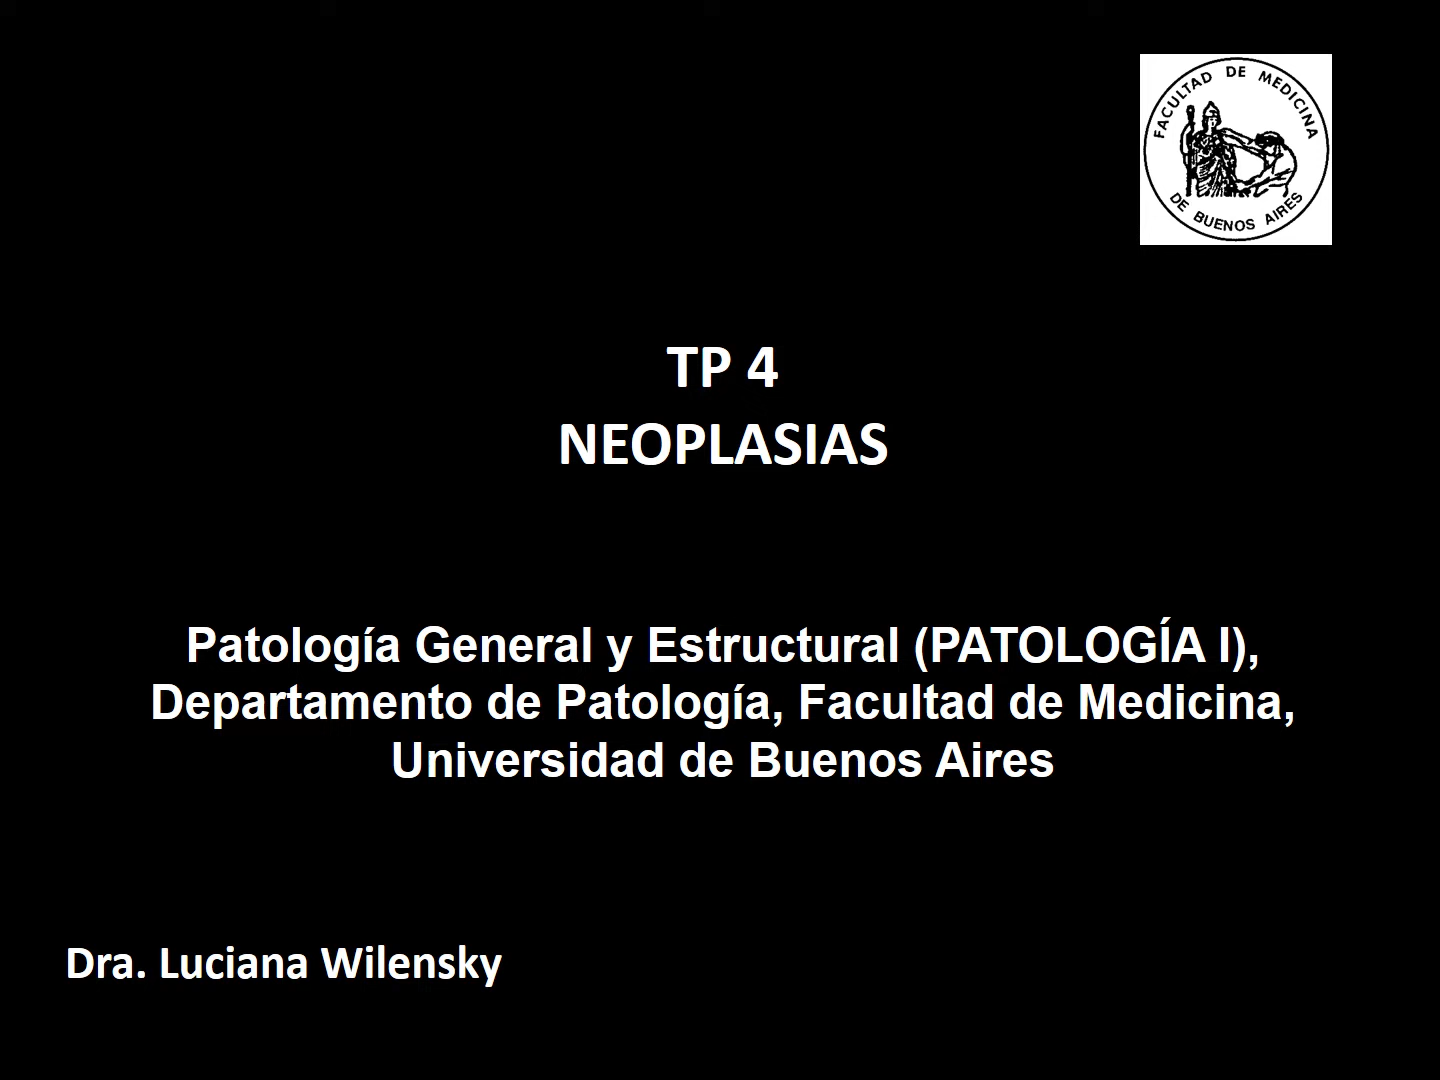 FACULTAD DE MEDICINA
DE BUENOS AIRES
TP 4
NEOPLASIAS
Patología General y Estructural (PATOLOGÍA I),
Departamento de Patología, Facultad de Medicina,
Universidad de Buenos Aires
Dra. Luciana Wilensky